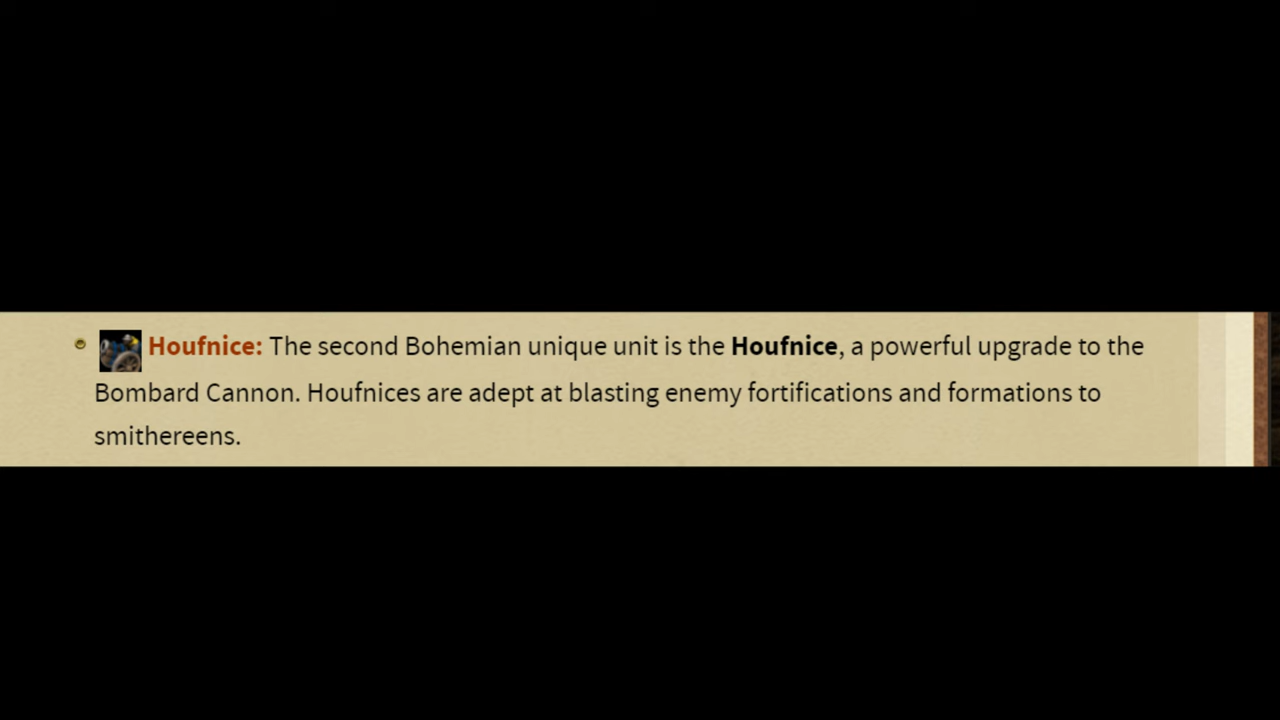 Houfnice: The second Bohemian unique unit is the Houfnice, a powerful upgrade to the
Bombard Cannon. Houfnices are adept at blasting enemy fortifications and formations to
smithereens.